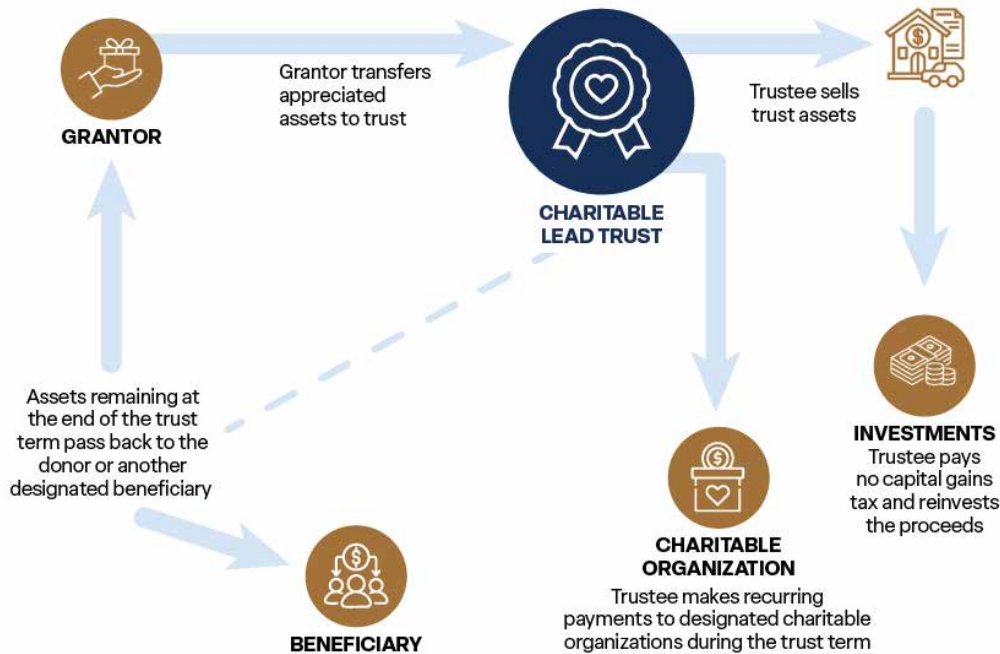 GRANTOR
Grantor transfers
appreciated
assets to trust
CHARITABLE
LEAD TRUST
Trustee sells
trust assets
$
Assets remaining at
the end of the trust
term pass back to the
donor or another
designated beneficiary
$
BENEFICIARY
$
CHARITABLE
ORGANIZATION
Trustee makes recurring
payments to designated charitable
organizations during the trust term
INVESTMENTS
Trustee pays
no capital gains
tax and reinvests
the proceeds